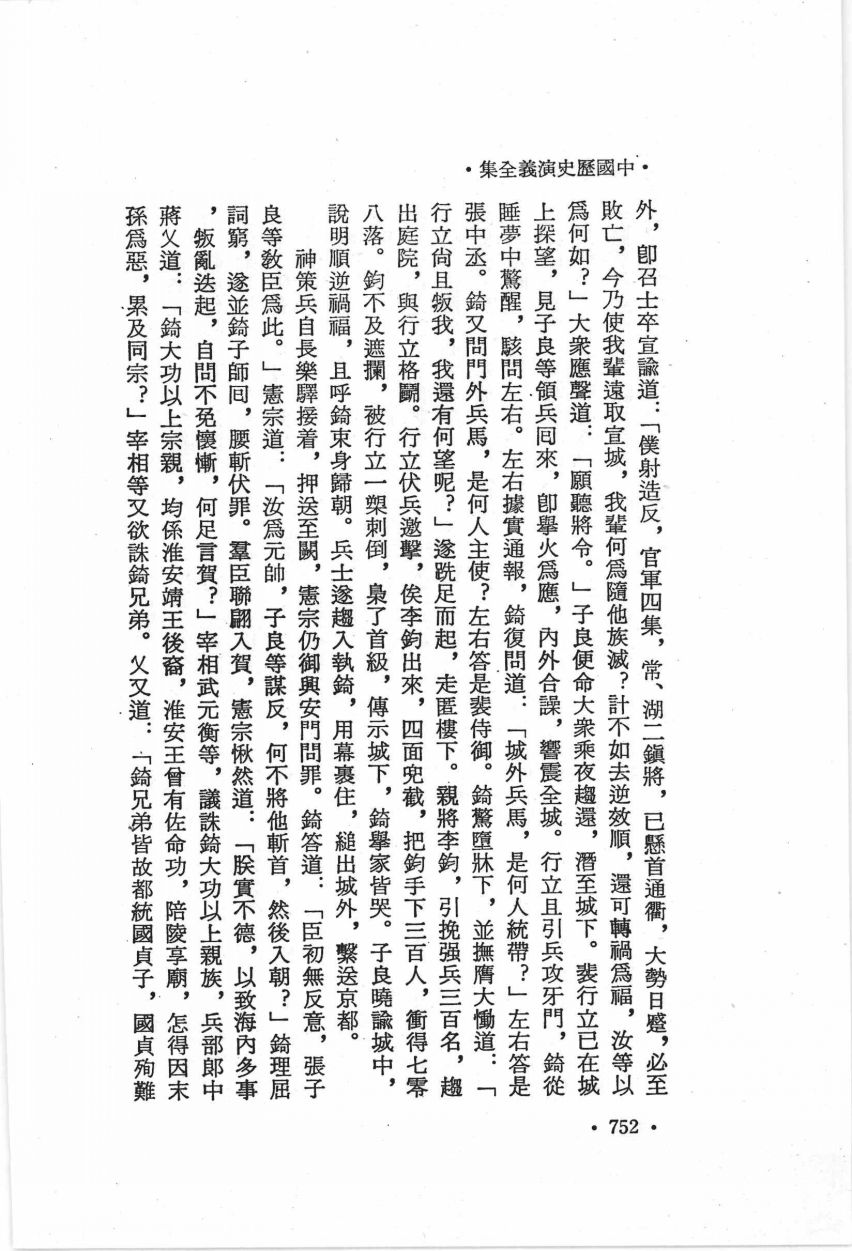 •中國歷史演義全集•
外，卽召士卒宣諭道：「僕射造反，官軍四集，常、湖二鎭將，已懸首通衢，大勢日蹙，必至
敗亡，今乃使我輩遠取宣城，我輩何爲隨他族滅？計不如去逆效順，還可轉禍爲福，汝等以
爲何如？」大衆應聲道：「願聽將令。」子良便命大衆乘夜趨還，潛至城下。裴行立已在城
上探望，見子良等領兵囘來，卽擧火爲應，內外合譟，響震全城。行立且引兵攻牙門，錡從
睡夢中驚醒，駭問左右。左右據實通報，錡復問道：「城外兵馬，是何人統帶？」左右答是
張中丞。錡又問門外兵馬，是何人主使？左右答是裴侍御。錡驚墮牀下，並撫膺大慟道：「
行立尙且叛我，我還有何望呢？」遂跣足而起，走匿樓下。親將李鈞，引挽强兵三百名，趨
出庭院，與行立格鬭。行立伏兵邀擊，俟李鈞出來，四面兜截，把鈞手下三百人，衝得七零
八落。鈞不及遮攔，被行立一槊刺倒，梟了首級，傳示城下，錡擧家皆哭。子良曉諭城中，
說明順逆禍福，且呼錡束身歸朝。兵士遂趨入執錡，用幕裹住，縋出城外，繫送京都。
神策兵自長樂驛接着，押送至闕，憲宗仍御興安門問罪。錡答道：「臣初無反意，張子
良等敎臣爲此。」憲宗道：「汝爲元帥，子良等謀反，何不將他斬首，然後入朝？」錡理屈
詞窮，遂並錡子師囘，腰斬伏罪。羣臣聯翩入賀，憲宗愀然道：「朕實不德，以致海內多事
，叛亂迭起，自問不免懷慚，何足言賀？」宰相武元衡等，議誅錡大功以上親族，兵部郎中
蔣乂道：「錡大功以上宗親，均係淮安靖王後裔，淮安王曾有佐命功，陪陵享廟，怎得因末
孫爲惡，累及同宗？」宰相等又欲誅錡兄弟。乂又道：「錡兄弟皆故都統國貞子，國貞殉難
•752•